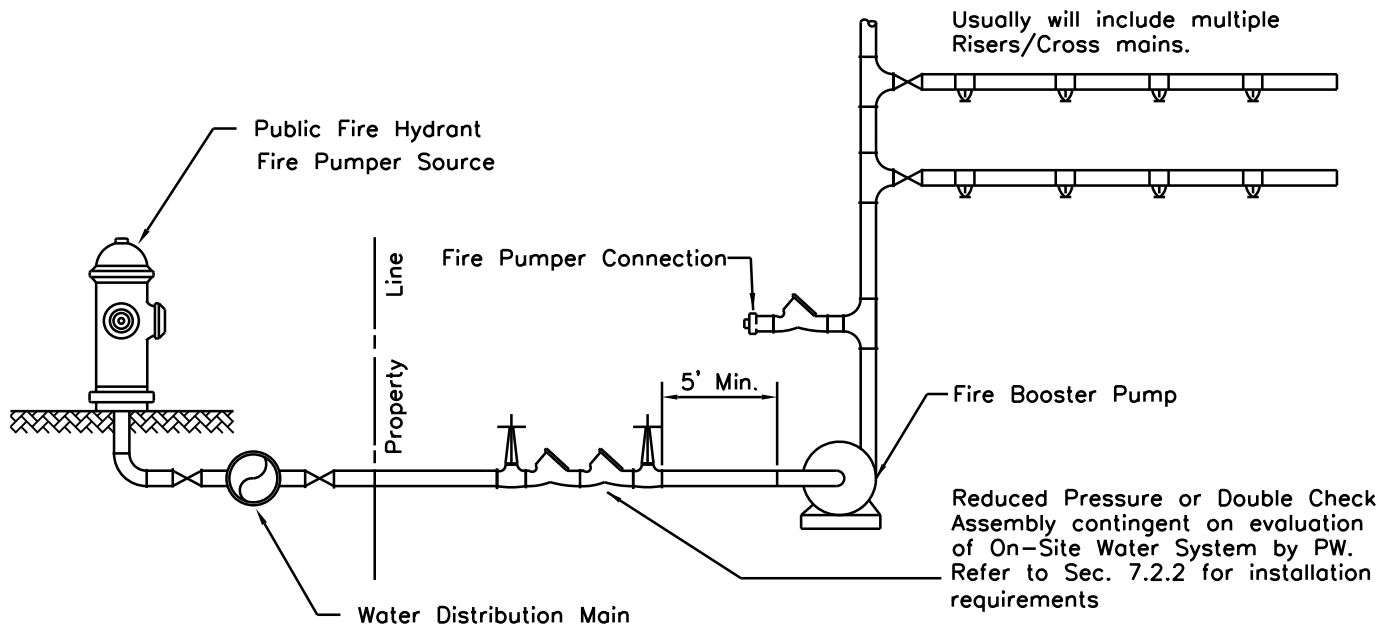 Usually will include multiple
Risers/Cross mains.
Public Fire Hydrant
Fire Pumper Source
Fire Pumper Connection
Property Line
5' Min.
Fire Booster Pump
Reduced Pressure or Double Check
Assembly contingent on evaluation
of On-Site Water System by PW.
Refer to Sec. 7.2.2 for installation
requirements
Water Distribution Main